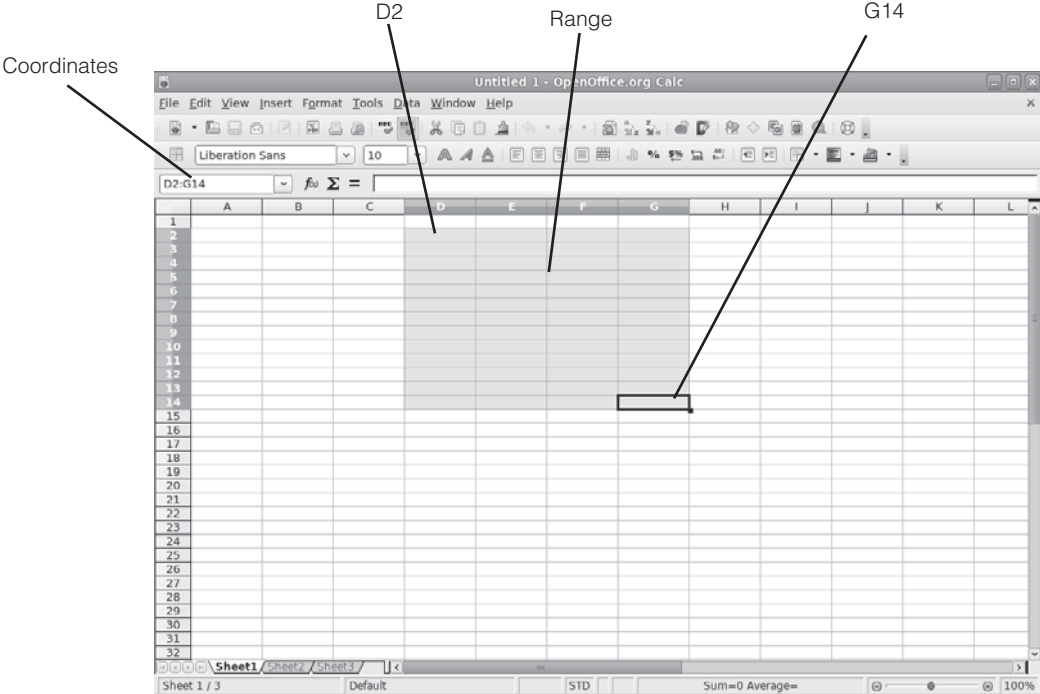 D2
Range
G14
Coordinates
Untitled 1 - OpenOffice.org Calc
File Edit View Insert Format Tools Data Window Help
Liberation Sans 10
D2:G14 f(x) Σ =
A B C D E F G H I J K L
1
2
3
4
5
6
7
8
9
10
11
12
13
14
15
16
17
18
19
20
21
22
23
24
25
26
27
28
29
30
31
32
Sheet1 Sheet2 Sheet3
Sheet 1 / 3 Default STD Sum=0 Average= 100%